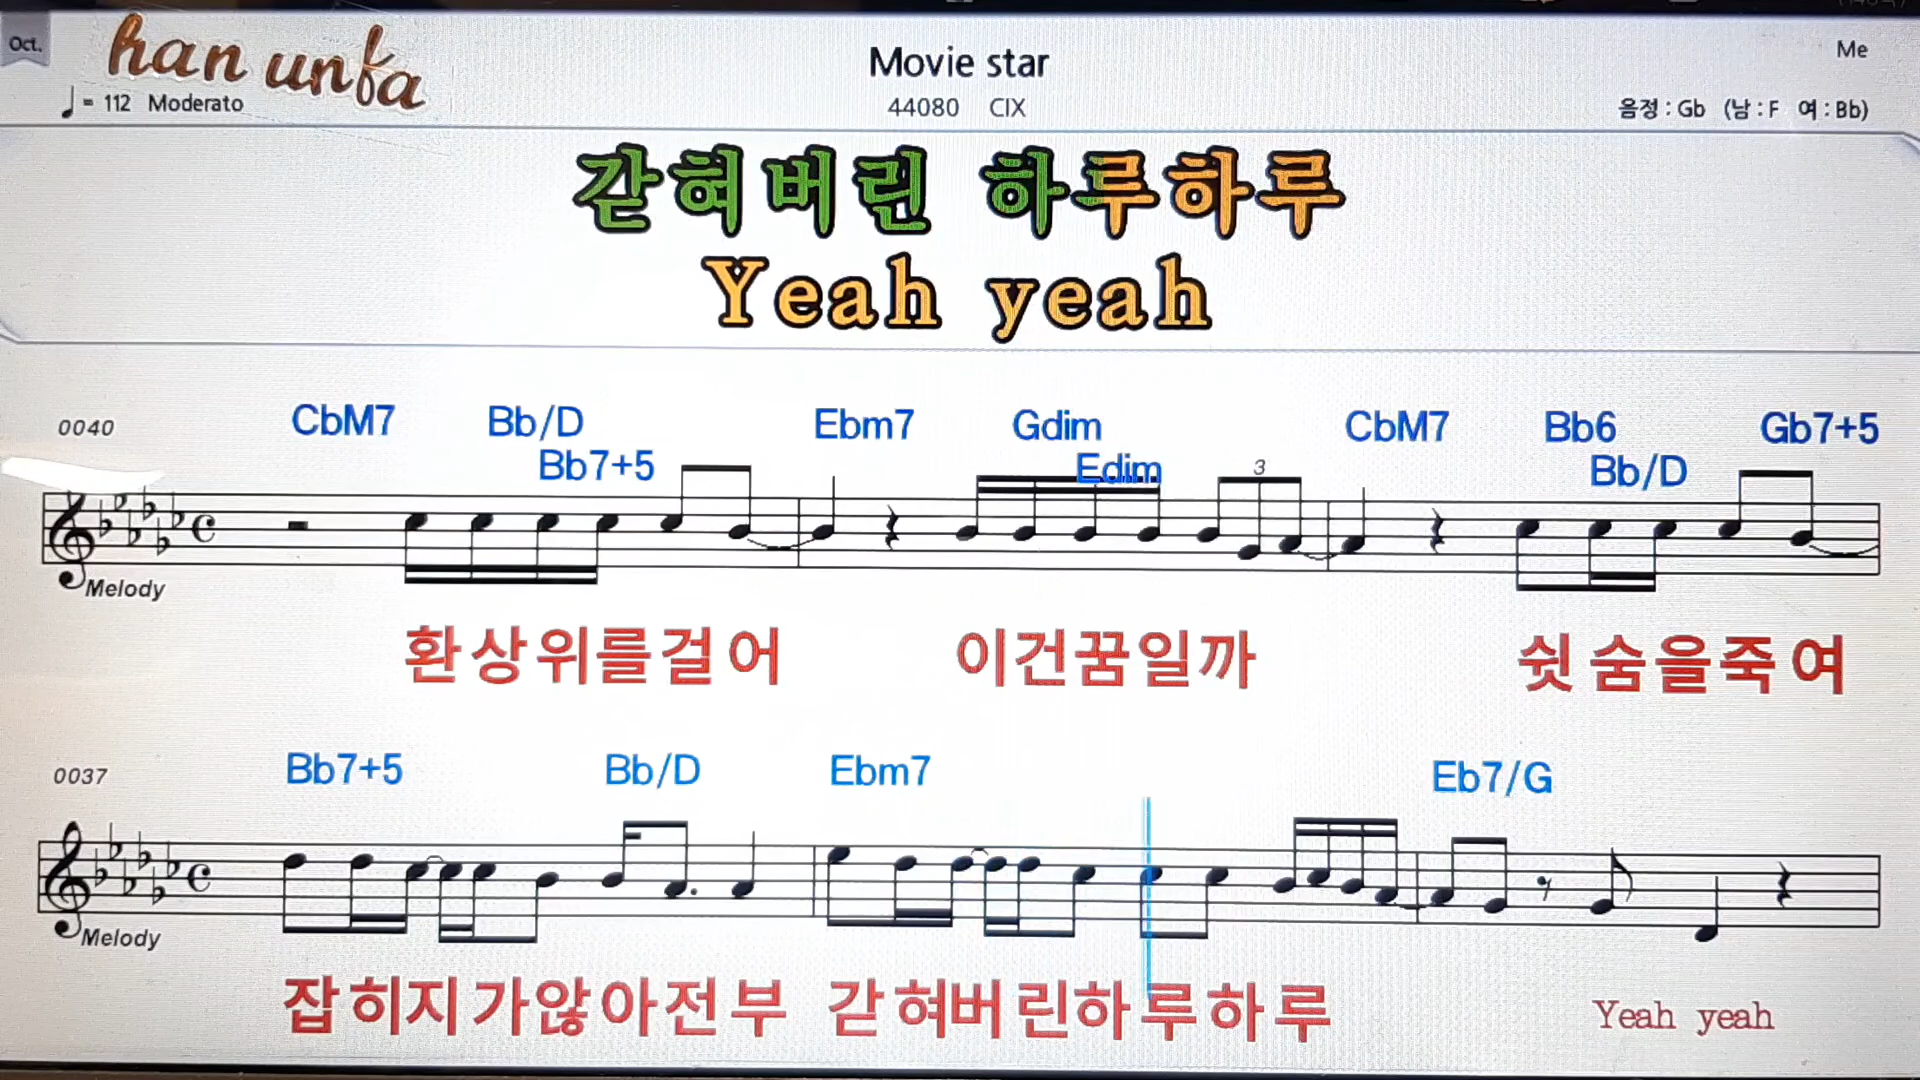 Oct.
han unfa
Movie star
Me
♩= 112 Moderato
44080 CIX
음정 : Gb (남 : F 여 : Bb)
갇혀버린 하루하루
Yeah yeah
0040
CbM7 Bb/D Ebm7 Gdim CbM7 Bb6 Gb7+5
Bb7+5 Edim Bb/D
3
Melody
환상위를걸어 이건꿈일까 쉿숨을죽여
0037
Bb7+5 Bb/D Ebm7 Eb7/G
Melody
잡히지가않아전부 갇혀버린하루하루 Yeah yeah